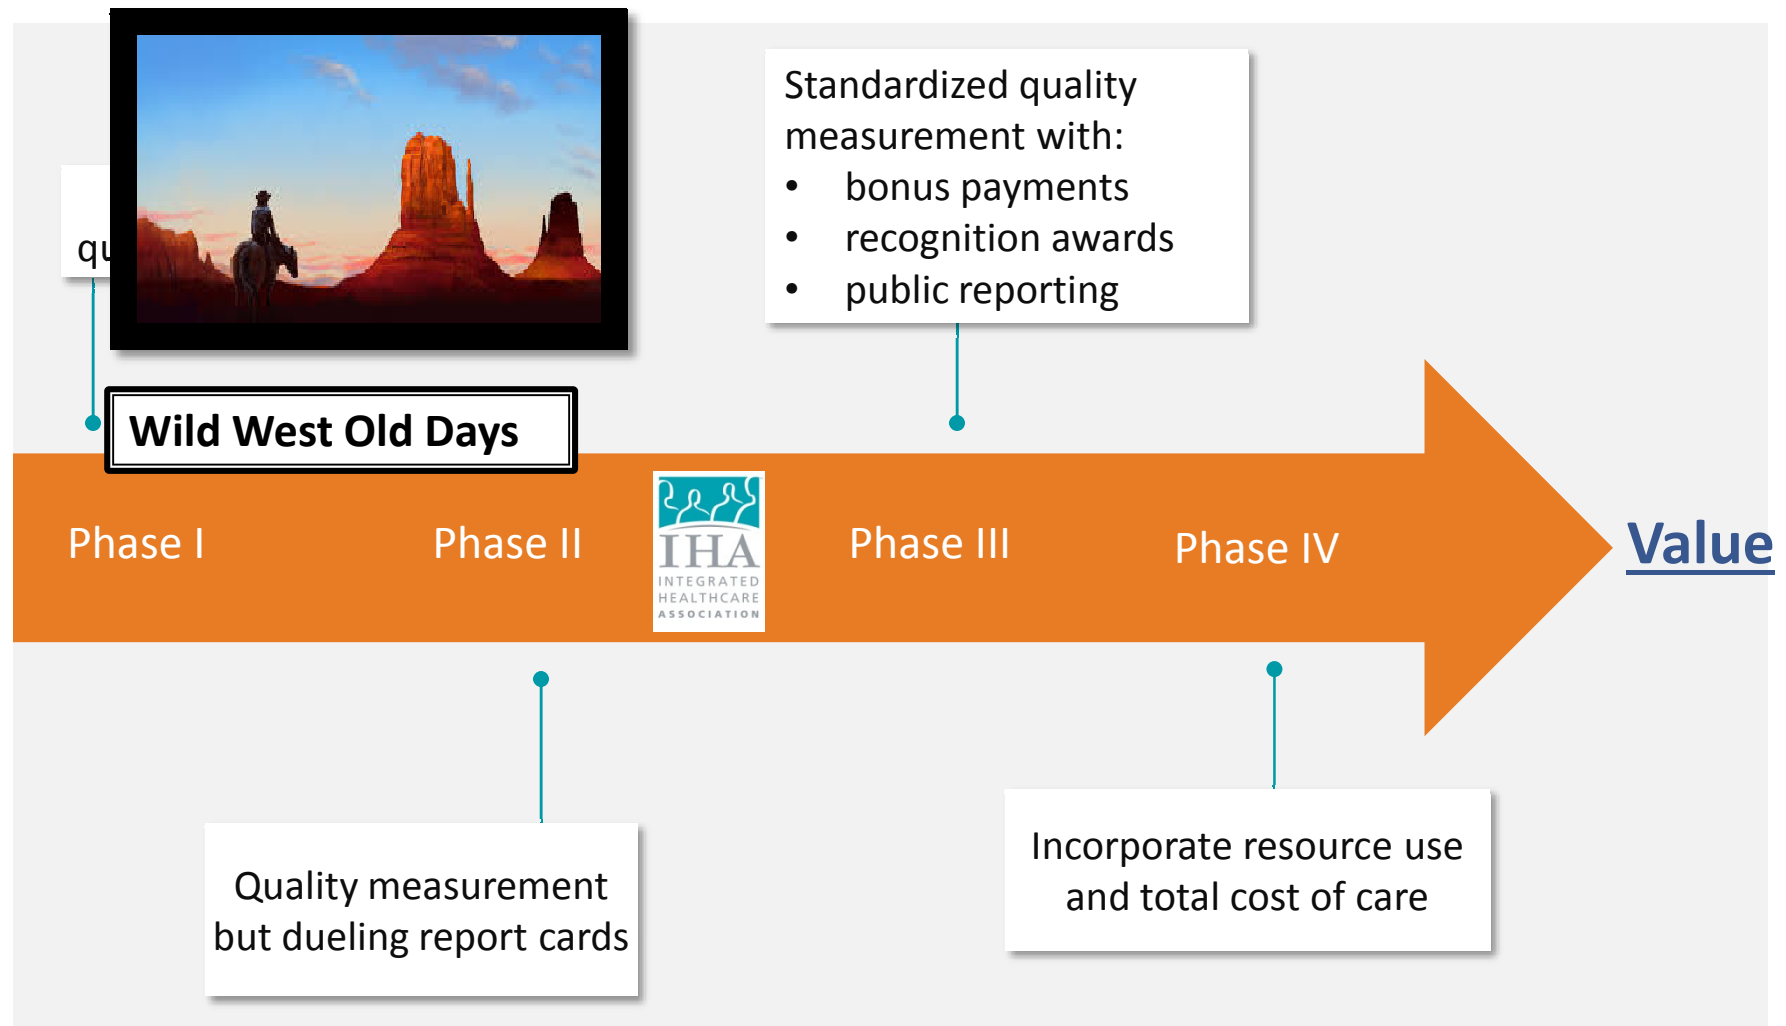 Standardized quality
measurement with:
• bonus payments
• recognition awards
• public reporting
Wild West Old Days
Phase I
Phase II
IHA
INTEGRATED
HEALTHCARE
ASSOCIATION
Phase III
Phase IV
Value
Quality measurement
but dueling report cards
Incorporate resource use
and total cost of care